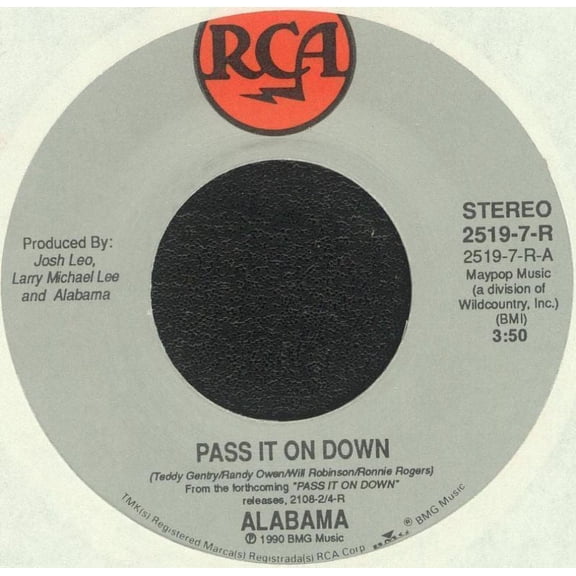 RCA
Produced By:
Josh Leo,
Larry Michael Lee
and Alabama
STEREO
2519-7-R
2519-7-R-A
Maypop Music
(a division of
Wildcountry, Inc.)
(BMI)
3:50
PASS IT ON DOWN
(Teddy Gentry/Randy Owen/Will Robinson/Ronnie Rogers)
From the forthcoming "PASS IT ON DOWN"
releases, 2108-2/4-R
ALABAMA
℗ 1990 BMG Music
TMK(s) Registered Marca(s) Registrada(s) RCA Corp BMG ® BMG Music